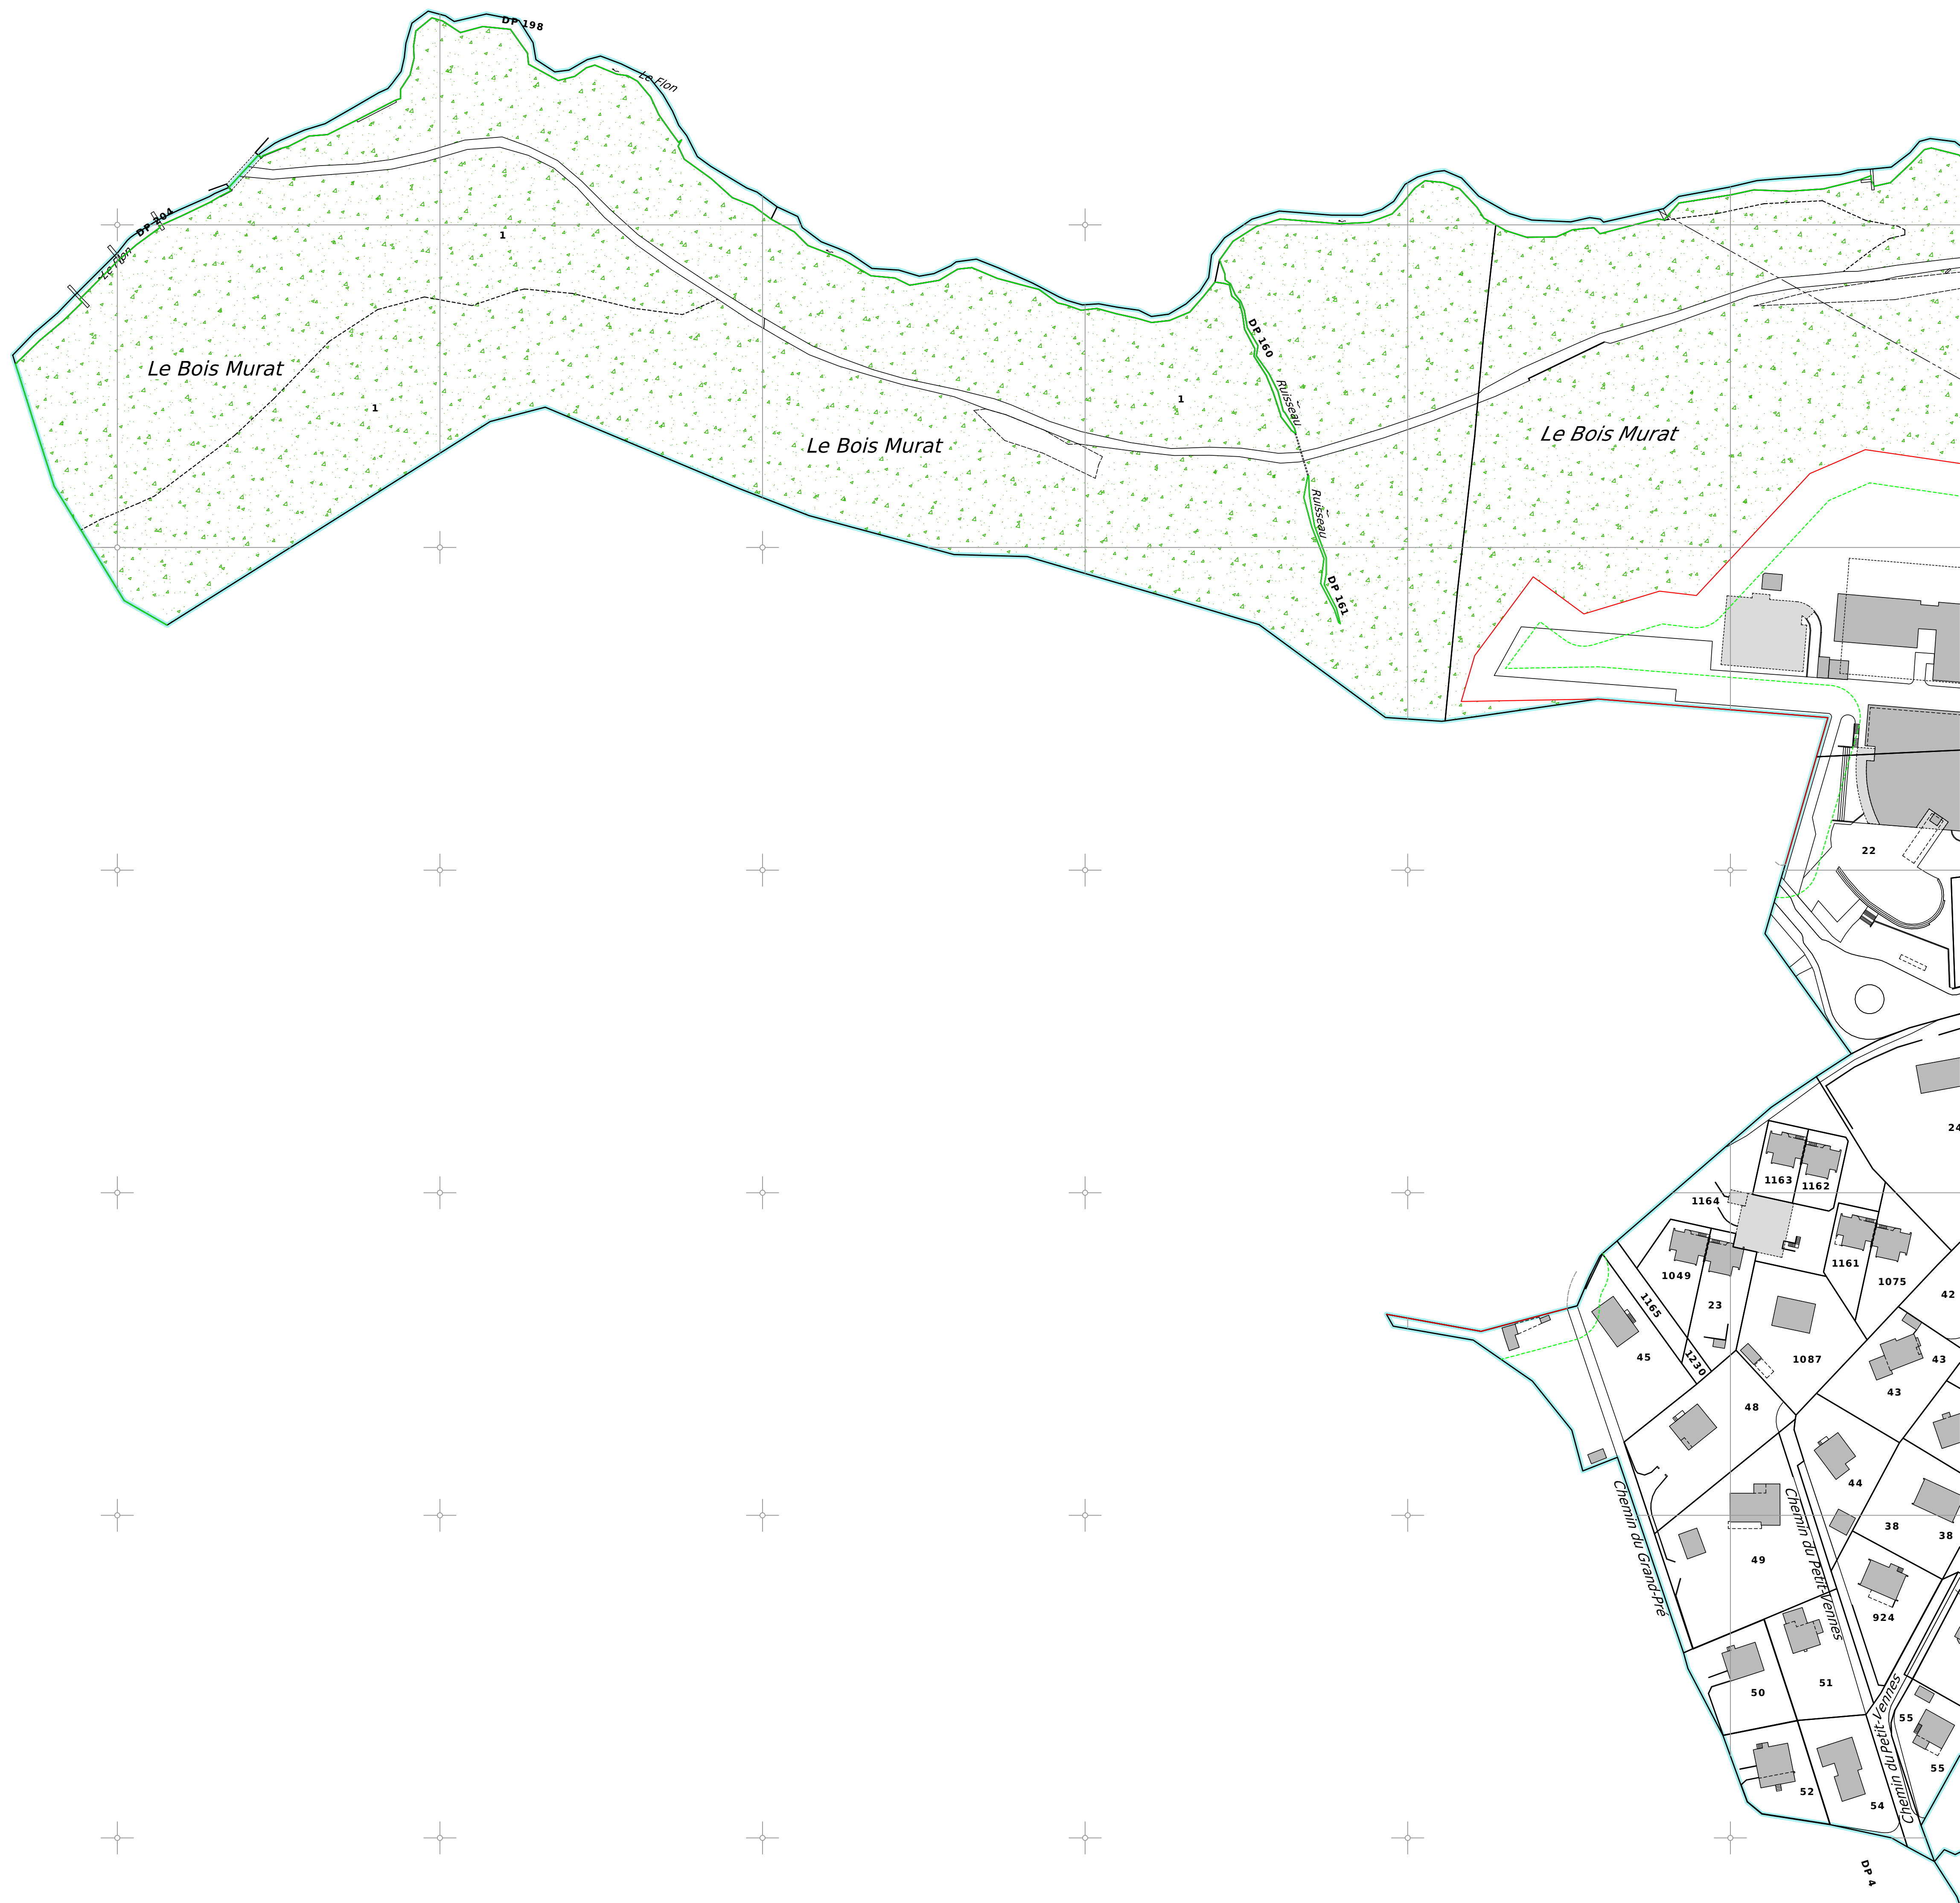 DP 198
Le Flon
DP 204
Le Flon
1
Le Bois Murat
1
Le Bois Murat
1
DP 160
Ruisseau
Le Bois Murat
Ruisseau
DP 161
22
24
1163
1162
1164
1161
1075
1049
23
1165
1230
42
45
1087
43
43
48
44
38
38
Chemin du Grand-Pré
Chemin du Petit-Vennes
49
924
50
51
Chemin du Petit-Vennes
55
55
52
54
DP 4